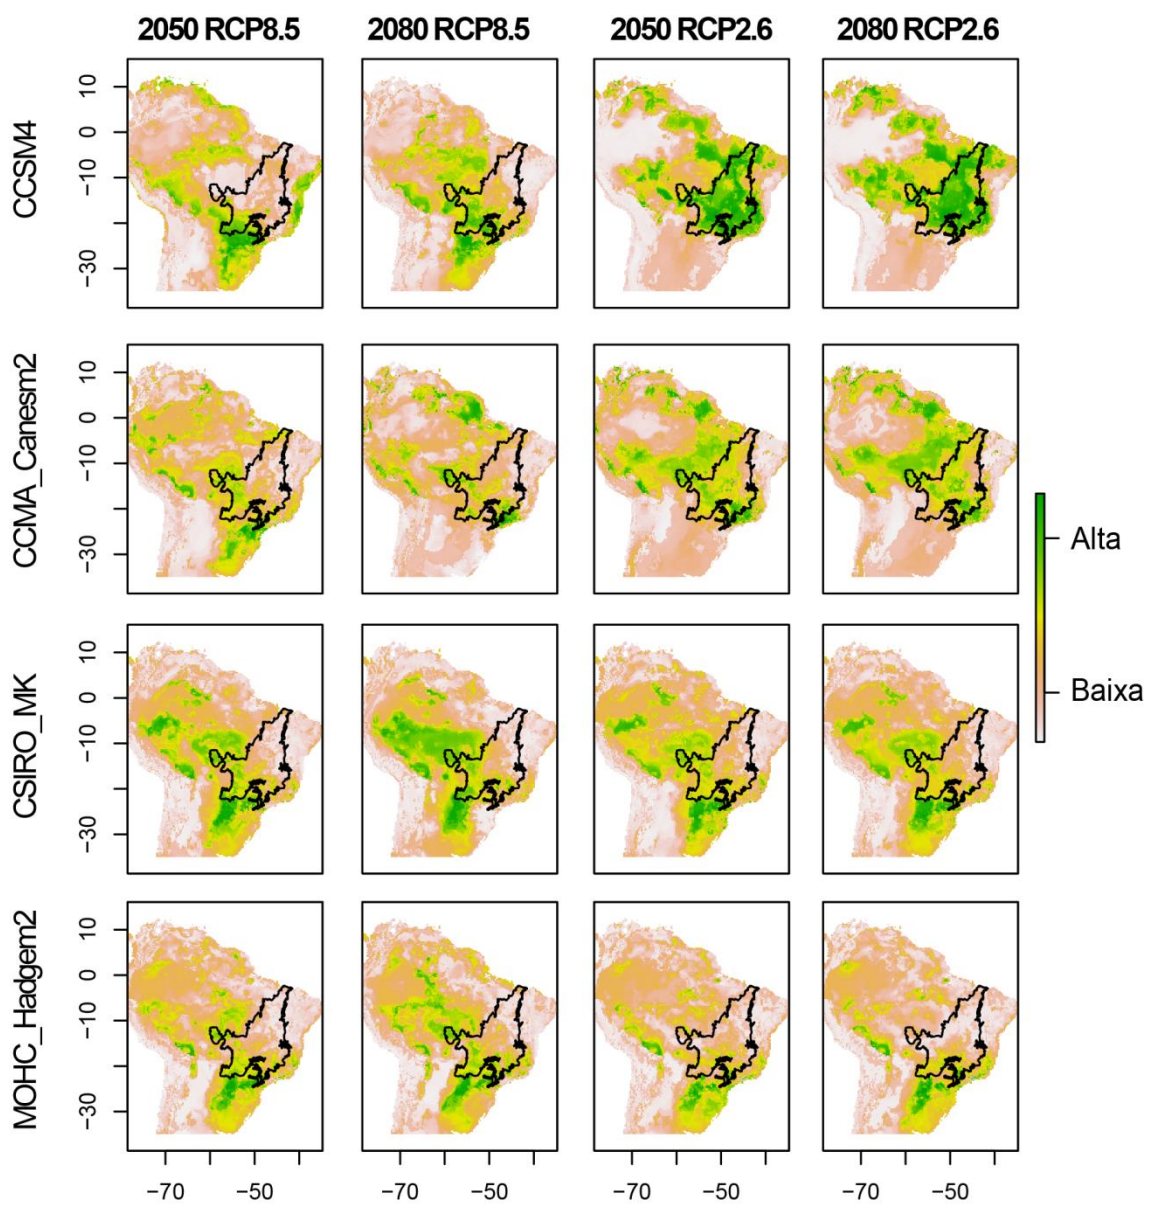 2050 RCP8.5 2080 RCP8.5 2050 RCP2.6 2080 RCP2.6
CCSM4
10
0
−10
−30
CCMA_Canesm2
10
0
−10
−30
Alta
Baixa
CSIRO_MK
10
0
−10
−30
MOHC_Hadgem2
10
0
−10
−30
−70 −50 −70 −50 −70 −50 −70 −50